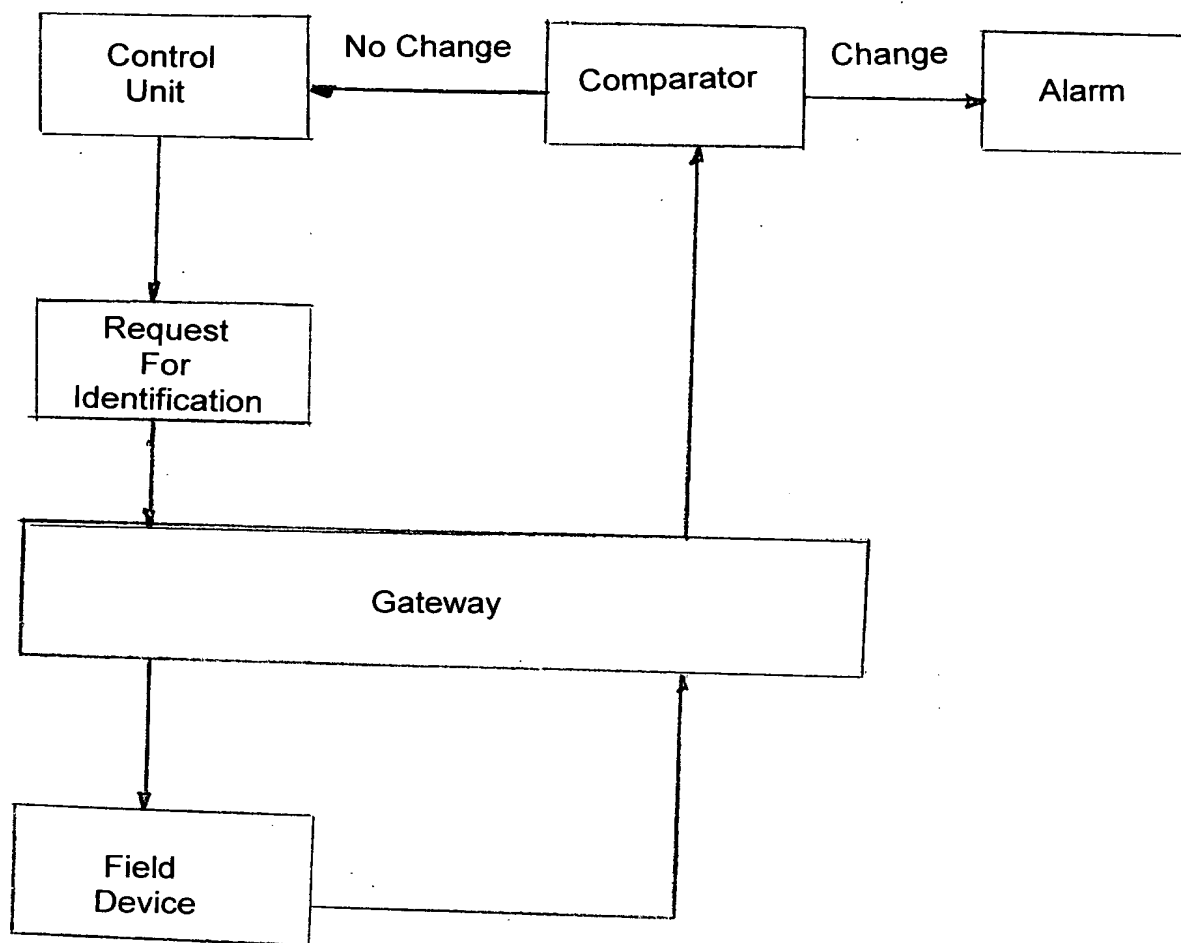 Control
Unit
No Change
Comparator
Change
Alarm
Request
For
Identification
Gateway
Field
Device